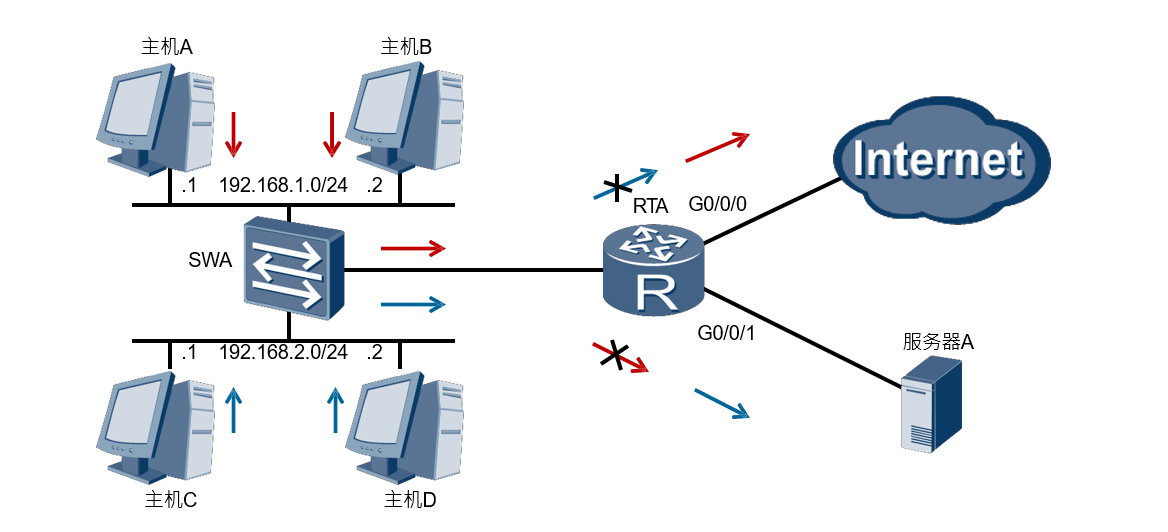 主机A
主机B
.1 192.168.1.0/24 .2
RTA G0/0/0
Internet
SWA
R
G0/0/1
服务器A
.1 192.168.2.0/24 .2
主机C
主机D